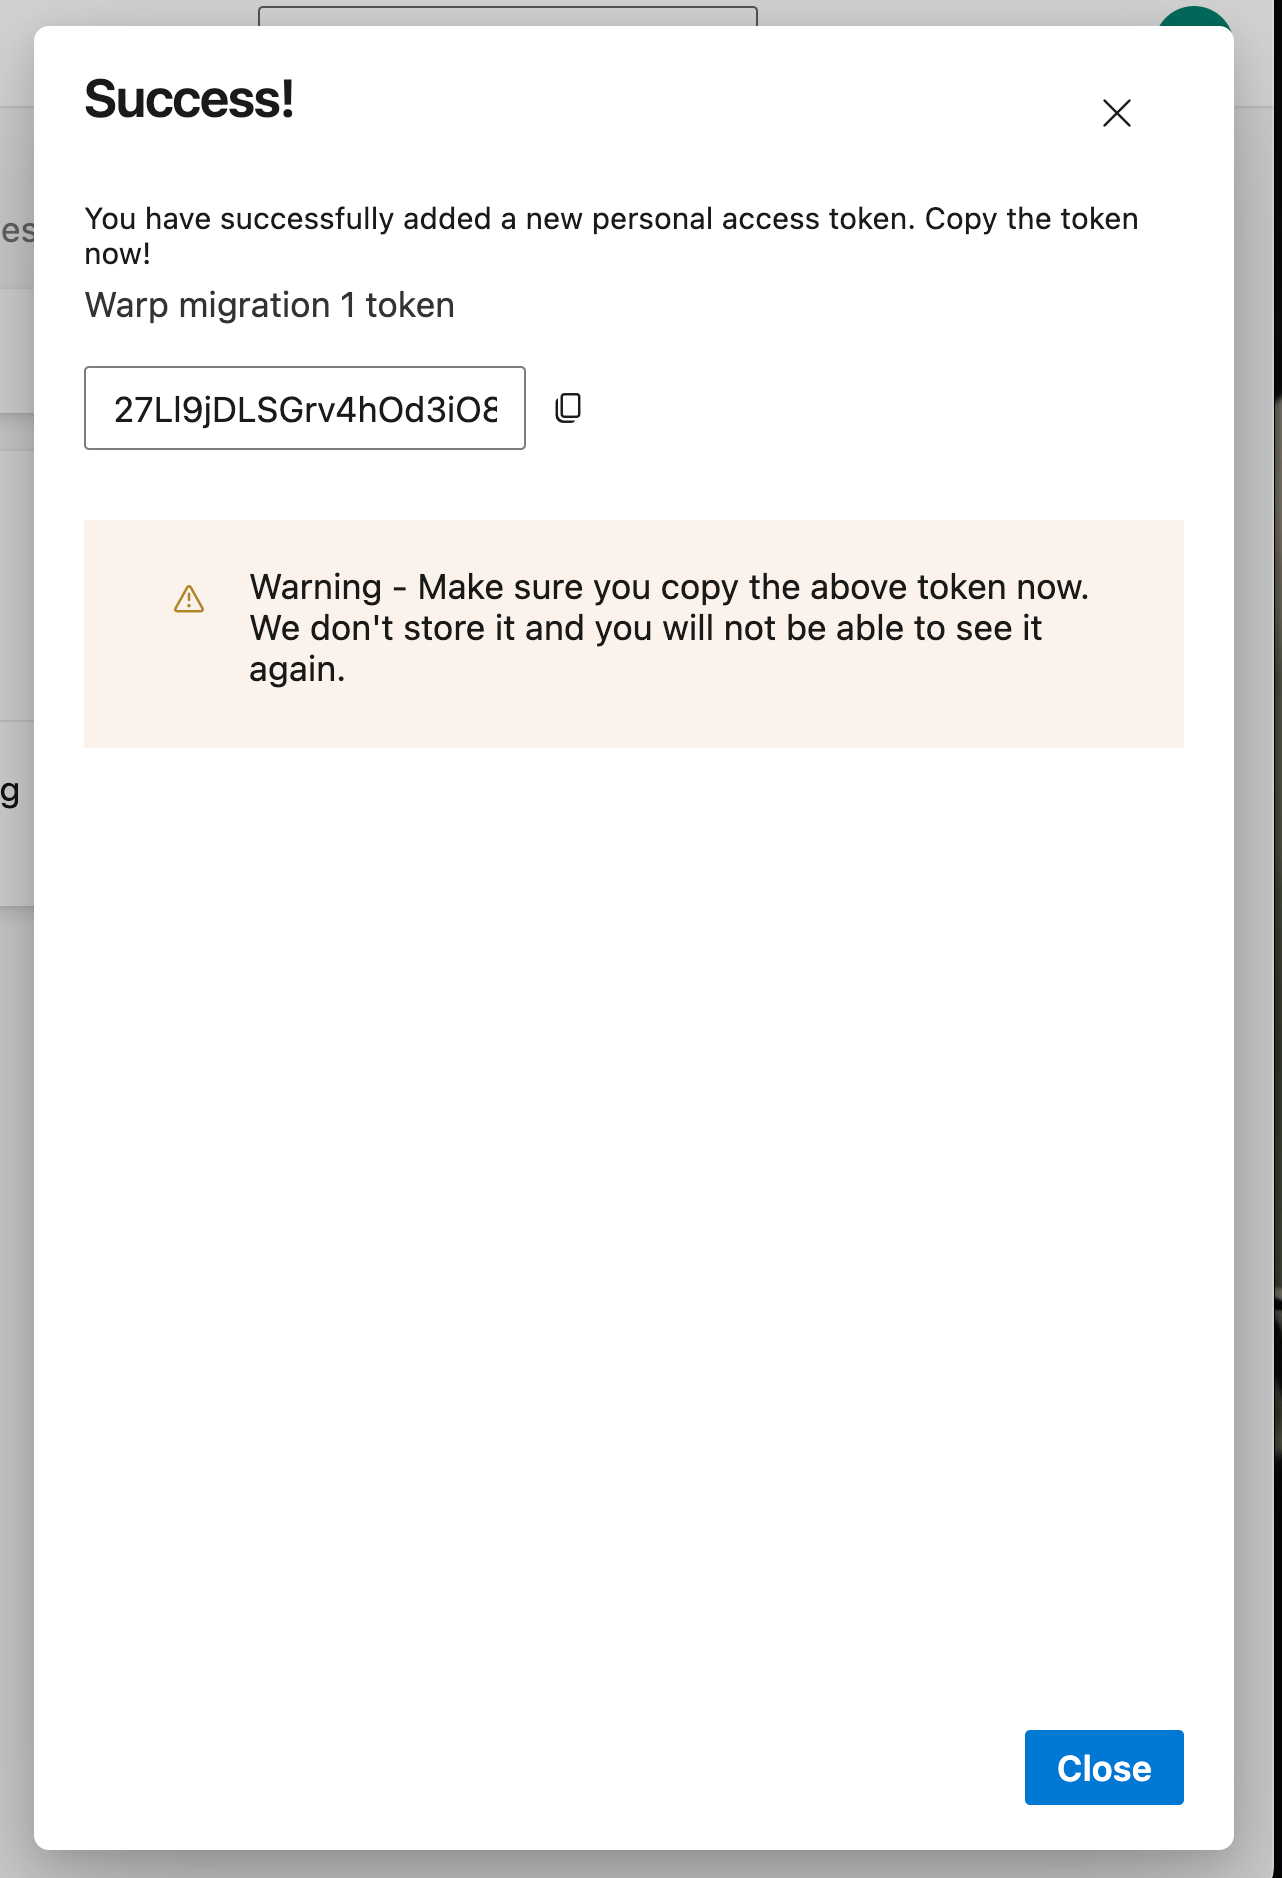 Success!
es
You have successfully added a new personal access token. Copy the token
now!
Warp migration 1 token
27Ll9jDLSGrv4hOd3iO8
Warning - Make sure you copy the above token now.
We don't store it and you will not be able to see it
again.
g
Close